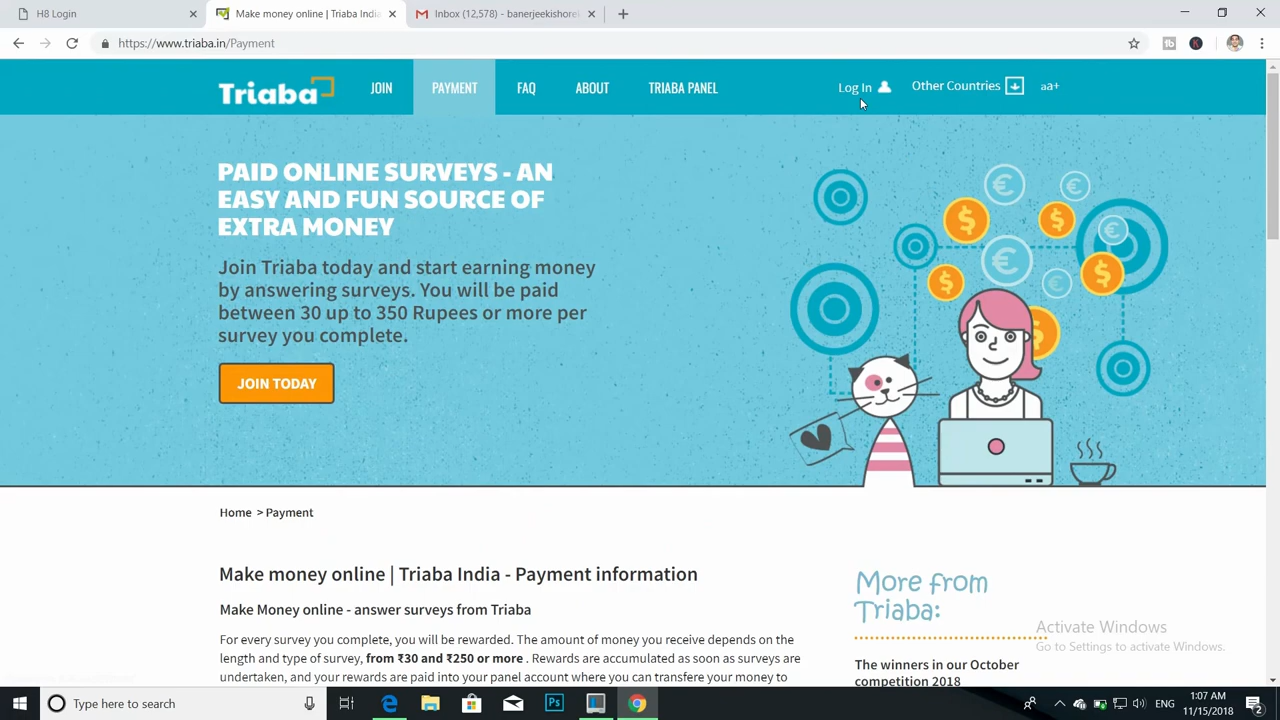 H8 Login
Make money online | Triaba India
Inbox (12,578) - banerjeekishore
https://www.triaba.in/Payment
Triaba
JOIN
PAYMENT
FAQ
ABOUT
TRIABA PANEL
Log In
Other Countries
aa+
PAID ONLINE SURVEYS - AN
EASY AND FUN SOURCE OF
EXTRA MONEY
Join Triaba today and start earning money
by answering surveys. You will be paid
between 30 up to 350 Rupees or more per
survey you complete.
JOIN TODAY
Home > Payment
Make money online | Triaba India - Payment information
Make Money online - answer surveys from Triaba
For every survey you complete, you will be rewarded. The amount of money you receive depends on the
length and type of survey, from ₹30 and ₹250 or more . Rewards are accumulated as soon as surveys are
undertaken, and your rewards are paid into your panel account where you can transfere your money to
More from
Triaba:
The winners in our October
competition 2018
Activate Windows
Go to Settings to activate Windows.
Type here to search
Ps
ENG
1:07 AM
11/15/2018
2